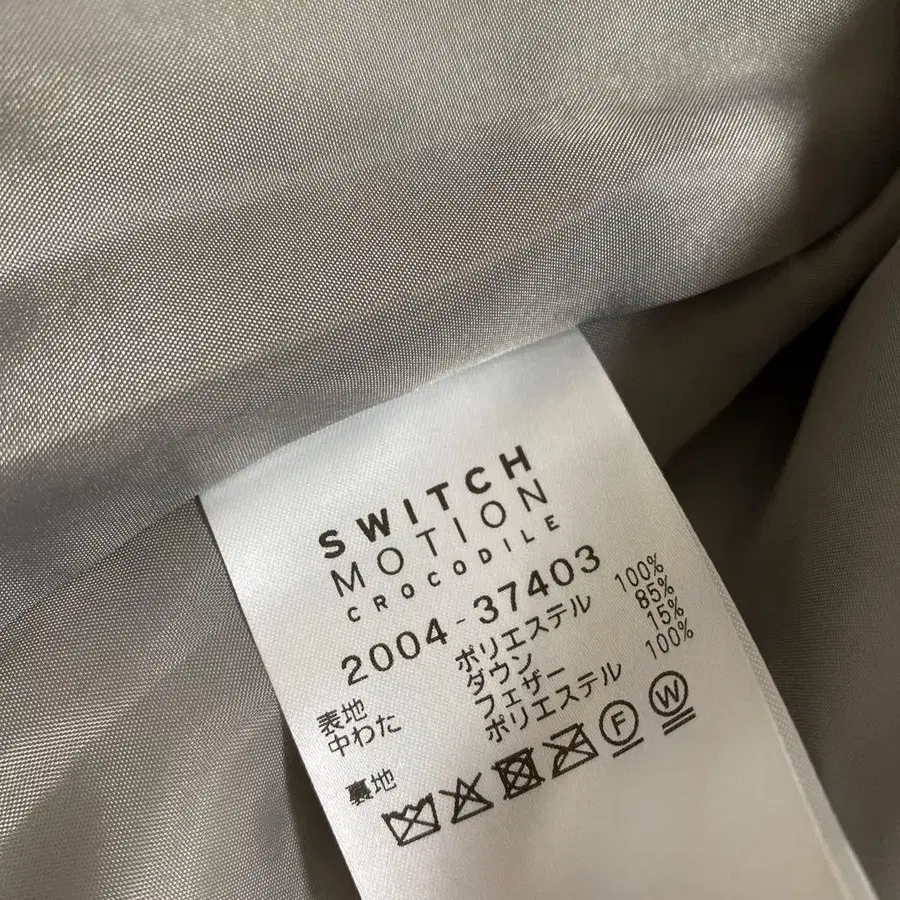 SWITCH
MOTION
CROCODILE
2004-37403
表地 ポリエステル 100%
中わた ダウン 85%
フェザー 15%
裏地 ポリエステル 100%
F W